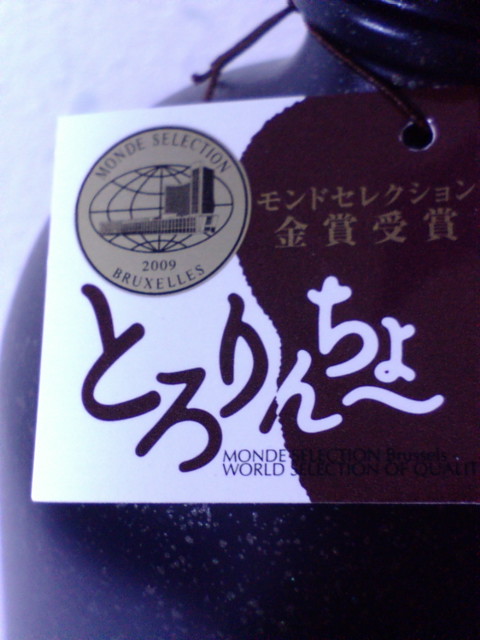 MONDE SELECTION
2009
BRUXELLES
モンドセレクション
金賞受賞
とろりんちょ～
MONDE SELECTION Brussels
WORLD SELECTION OF QUALIT